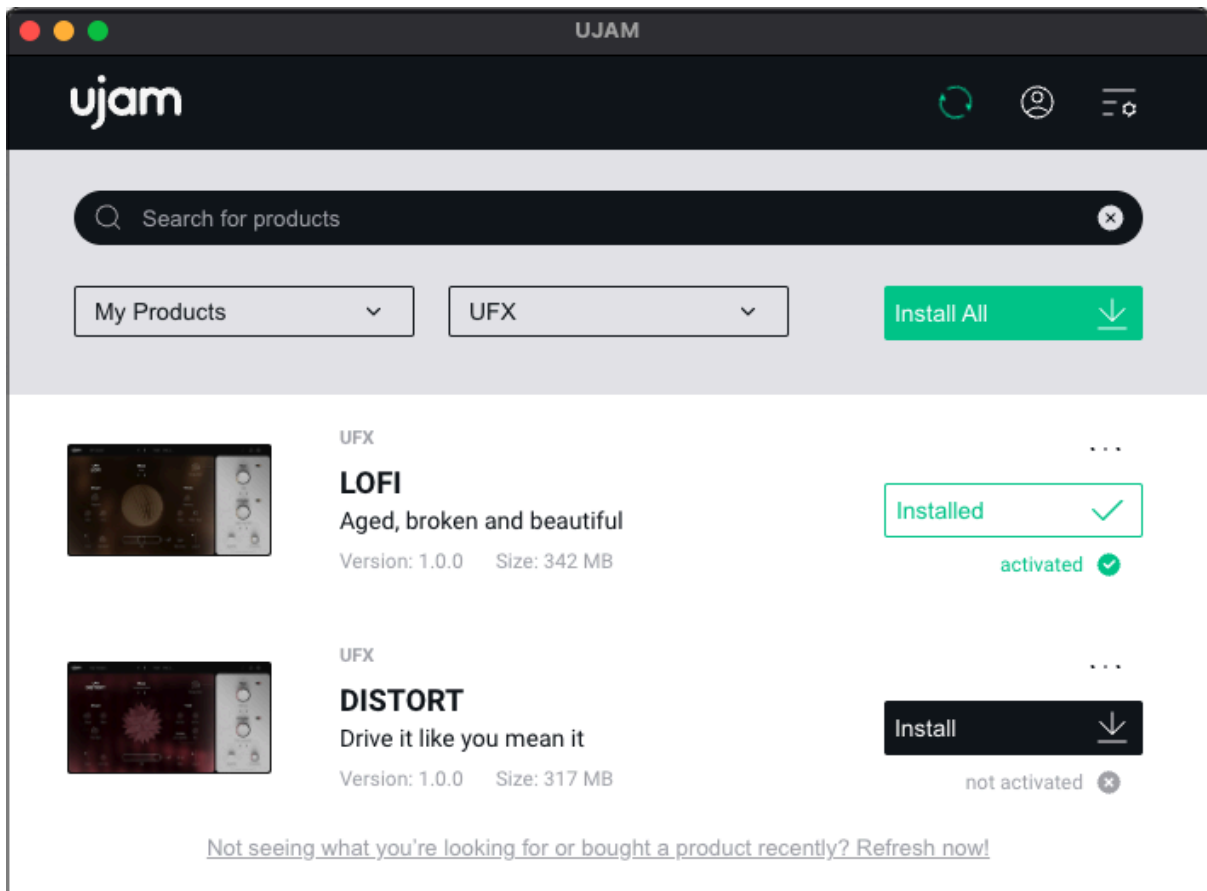 UJAM
ujam
Search for products
My Products
UFX
Install All
UFX
LOFI
Aged, broken and beautiful
Version: 1.0.0 Size: 342 MB
...
Installed
activated
UFX
DISTORT
Drive it like you mean it
Version: 1.0.0 Size: 317 MB
...
Install
not activated
Not seeing what you're looking for or bought a product recently? Refresh now!